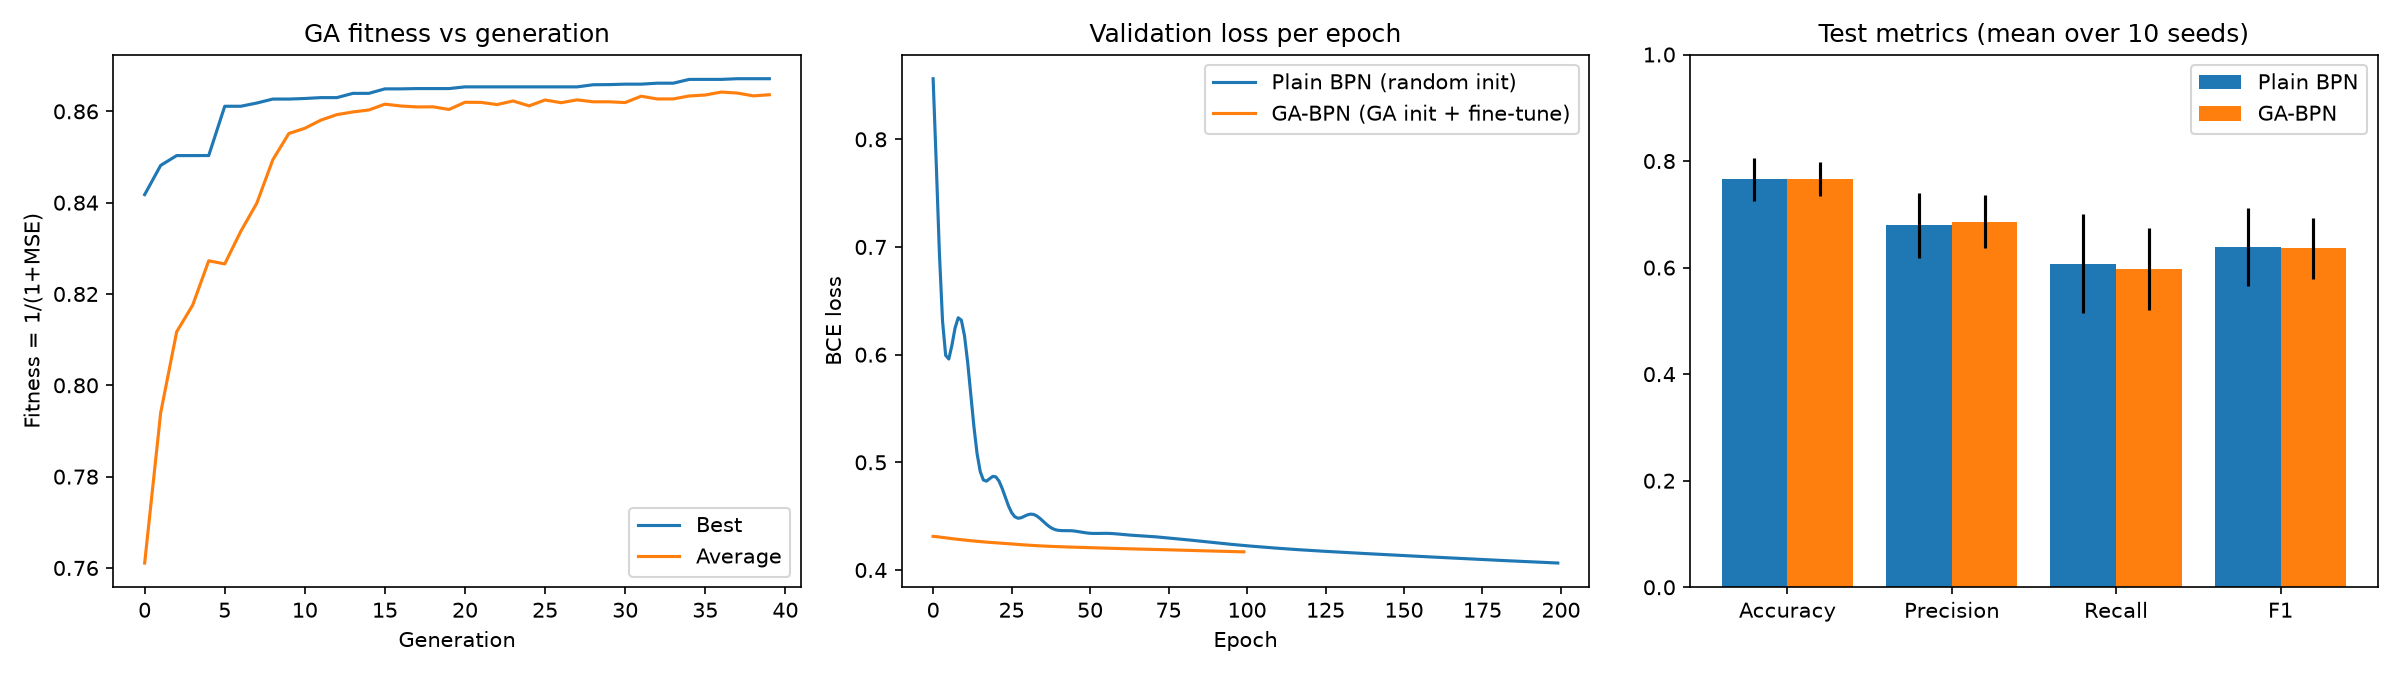 GA fitness vs generation
Fitness = 1/(1+MSE)
0.86
0.84
0.82
0.80
0.78
0.76
Best
Average
0 5 10 15 20 25 30 35 40
Generation
Validation loss per epoch
BCE loss
0.8
0.7
0.6
0.5
0.4
Plain BPN (random init)
GA-BPN (GA init + fine-tune)
0 25 50 75 100 125 150 175 200
Epoch
Test metrics (mean over 10 seeds)
1.0
0.8
0.6
0.4
0.2
0.0
Plain BPN
GA-BPN
Accuracy Precision Recall F1